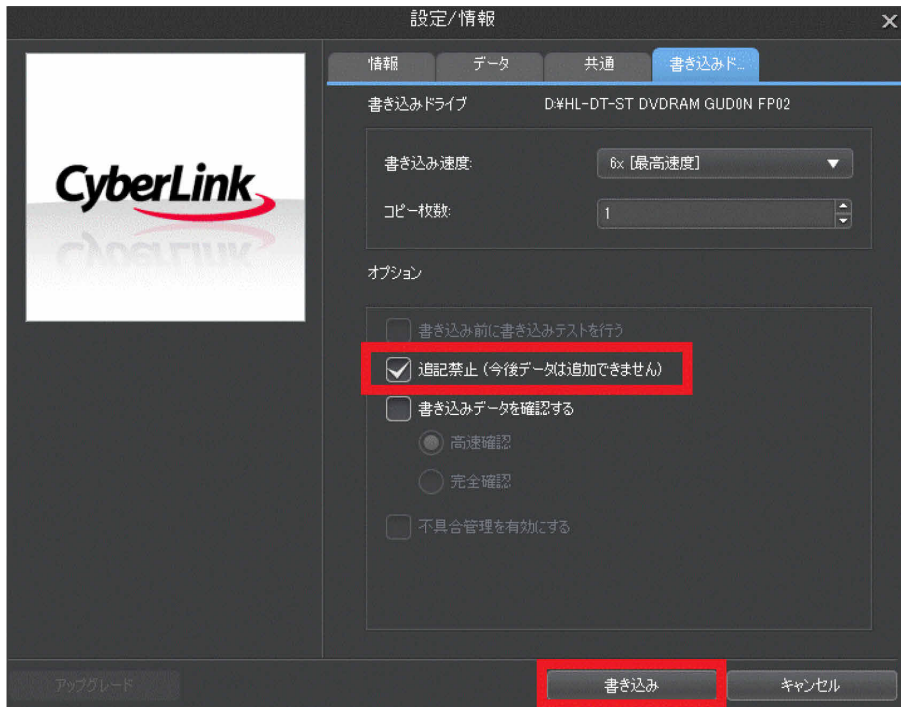 設定/情報
CyberLink
情報 データ 共通 書き込みド...
書き込みドライブ D:¥HL-DT-ST DVDRAM GUD0N FP02
書き込み速度: 6x [最高速度]
コピー枚数: 1
オプション
書き込み前に書き込みテストを行う
追記禁止 (今後データは追加できません)
書き込みデータを確認する
高速確認
完全確認
不具合管理を有効にする
アップグレード 書き込み キャンセル